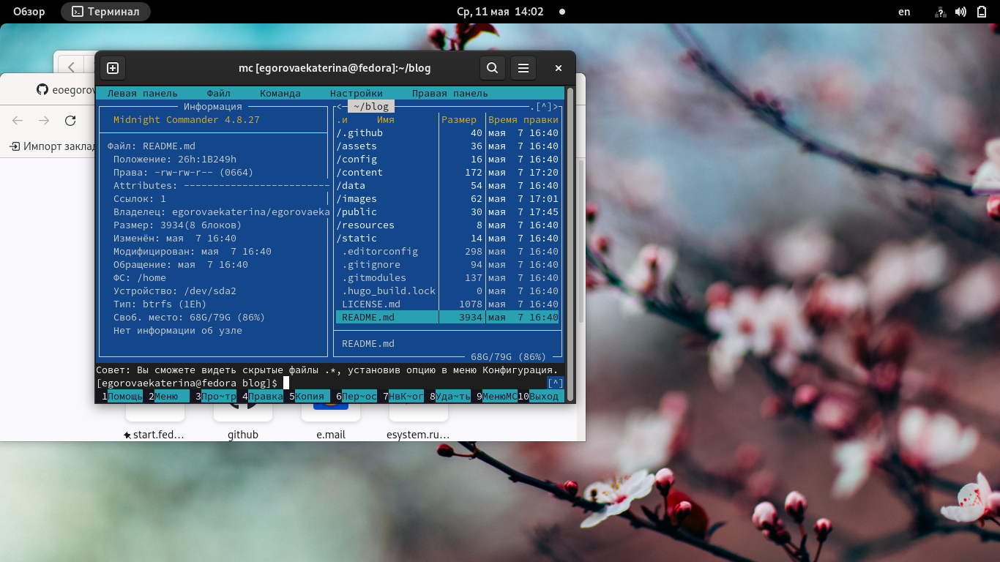 Обзор Терминал Ср, 11 мая 14:02 en
mc [egorovaekaterina@fedora]:~/blog
eoegorov
Импорт заклад
Левая панель Файл Команда Настройки Правая панель
Информация
Midnight Commander 4.8.27
Файл: README.md
Положение: 26h:1B249h
Права: -rw-rw-r-- (0664)
Attributes: -------------------------
Ссылок: 1
Владелец: egorovaekaterina/egorovaeka
Размер: 3934(8 блоков)
Изменён: мая 7 16:40
Модифицирован: мая 7 16:40
Обращение: мая 7 16:40
ФС: /home
Устройство: /dev/sda2
Тип: btrfs (1Eh)
Своб. место: 68G/79G (86%)
Нет информации об узле
<─ ~/blog .[^]>
.и Имя Размер Время правки
/.github 40 мая 7 16:40
/assets 36 мая 7 16:40
/config 16 мая 7 16:40
/content 172 мая 7 17:20
/data 54 мая 7 16:40
/images 62 мая 7 17:01
/public 30 мая 7 17:45
/resources 8 мая 7 16:40
/static 14 мая 7 16:40
.editorconfig 298 мая 7 16:40
.gitignore 94 мая 7 16:40
.gitmodules 137 мая 7 16:40
.hugo_build.lock 0 мая 7 16:40
LICENSE.md 1078 мая 7 16:40
README.md 3934 мая 7 16:40
README.md
68G/79G (86%)
Совет: Вы сможете видеть скрытые файлы .*, установив опцию в меню Конфигурация.
[egorovaekaterina@fedora blog]$ [^]
1Помощь 2Меню 3Про~тр 4Правка 5Копия 6Пер~ос 7НвК~ог 8Уда~ть 9МенюМС 10Выход
start.fed… github e.mail esystem.ru…